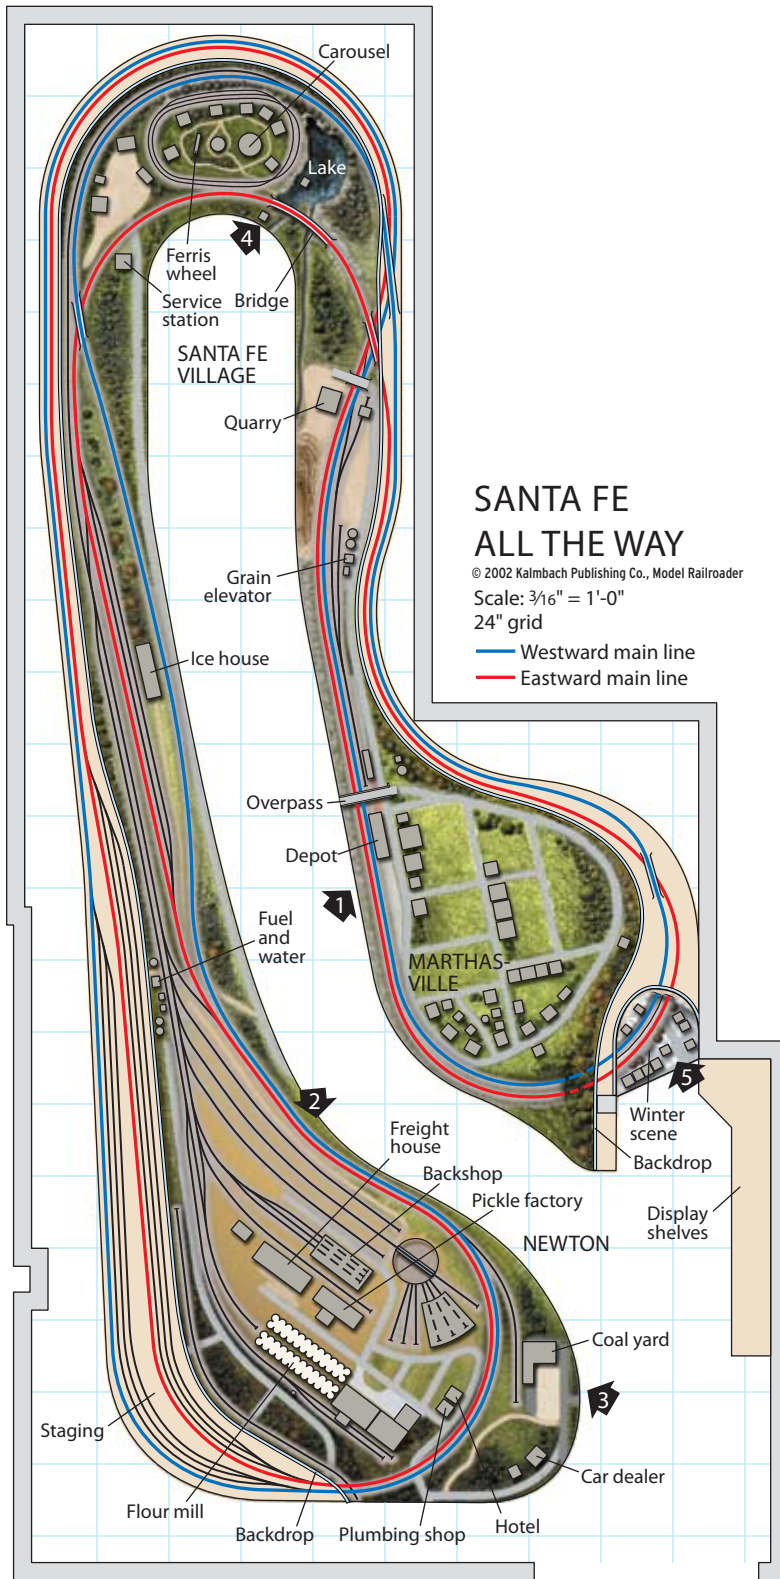 Carousel
Lake
4
Ferris
wheel
Service
station
Bridge
SANTA FE
VILLAGE
Quarry
SANTA FE
ALL THE WAY
© 2002 Kalmbach Publishing Co., Model Railroader
Scale: 3/16" = 1'-0"
24" grid
Westward main line
Eastward main line
Grain
elevator
Ice house
Overpass
Depot
1
Fuel
and
water
MARTHAS-
VILLE
5
2
Winter
scene
Freight
house
Backshop
Backdrop
Pickle factory
Display
shelves
NEWTON
Coal yard
3
Staging
Car dealer
Flour mill
Backdrop
Plumbing shop
Hotel